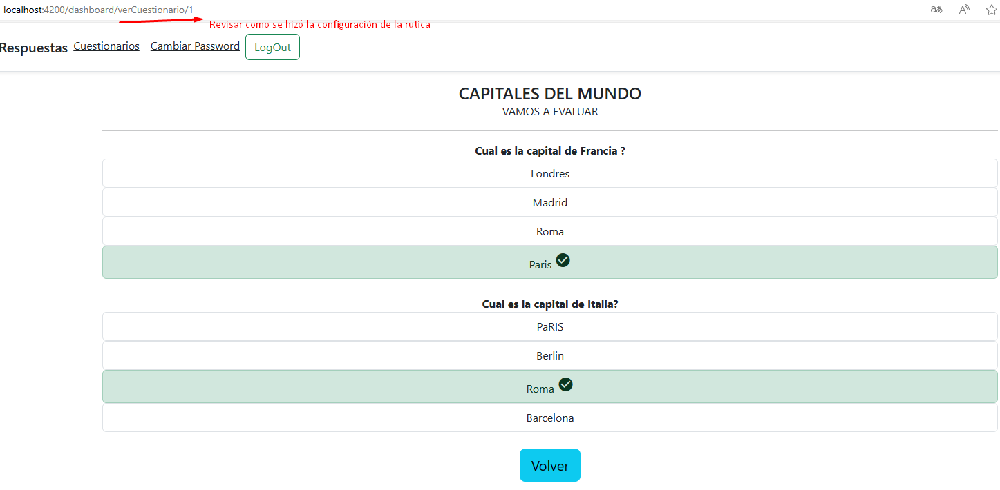 localhost:4200/dashboard/verCuestionario/1
Revisar como se hizó la configuración de la rutica
Respuestas Cuestionarios Cambiar Password LogOut
CAPITALES DEL MUNDO
VAMOS A EVALUAR
Cual es la capital de Francia ?
Londres
Madrid
Roma
Paris
Cual es la capital de Italia?
PaRIS
Berlin
Roma
Barcelona
Volver